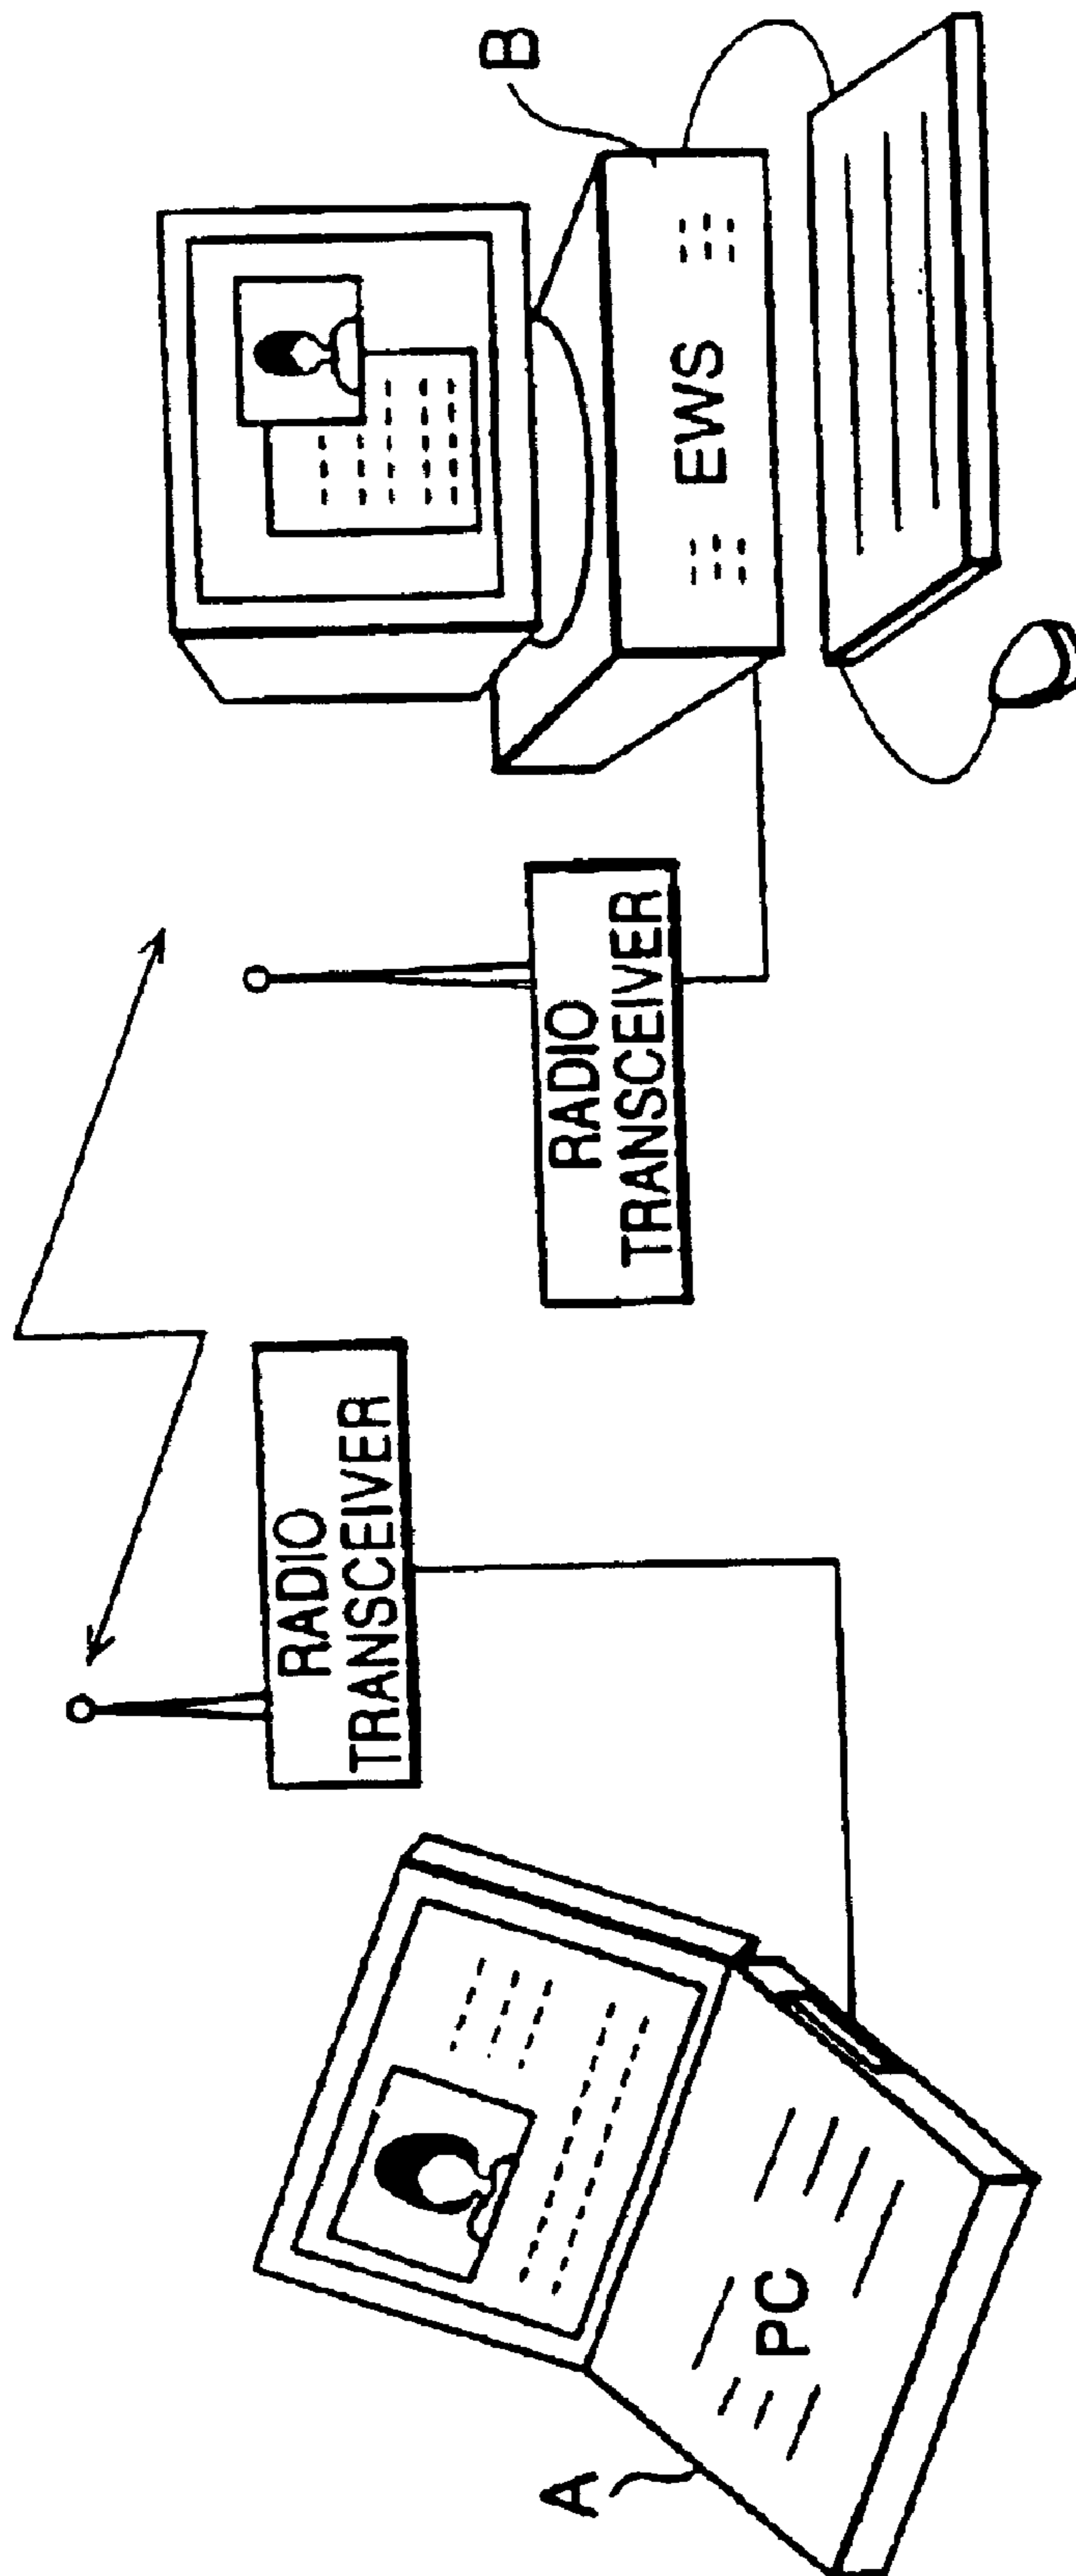 A
PC
RADIO
TRANSCEIVER
RADIO
TRANSCEIVER
EWS
B